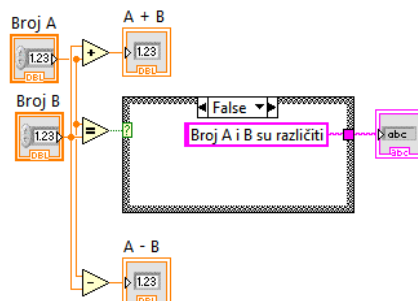 Broj A
A + B
1.23
DBL
+
1.23
DBL
Broj B
1.23
DBL
=
?
False
Broj A i B su različiti
abc
abc
A - B
-
1.23
DBL